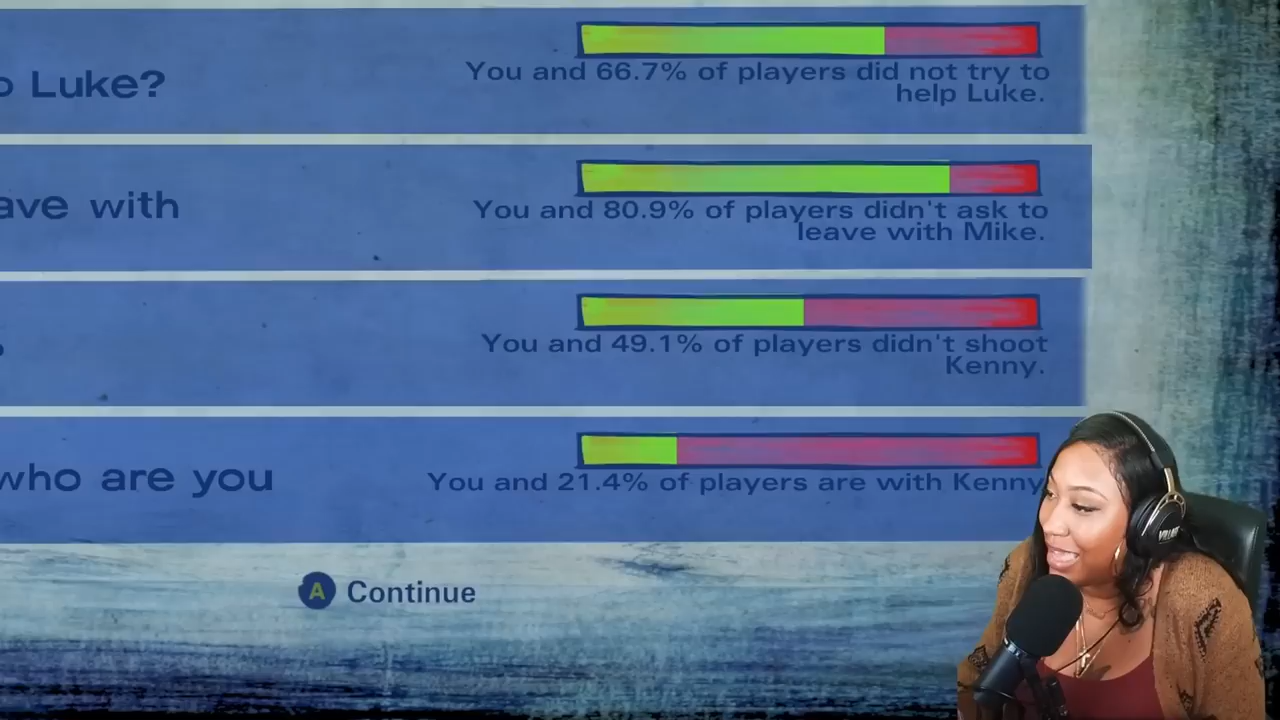 o Luke?
You and 66.7% of players did not try to
help Luke.
ave with
You and 80.9% of players didn't ask to
leave with Mike.
You and 49.1% of players didn't shoot
Kenny.
who are you
You and 21.4% of players are with Kenny
A Continue